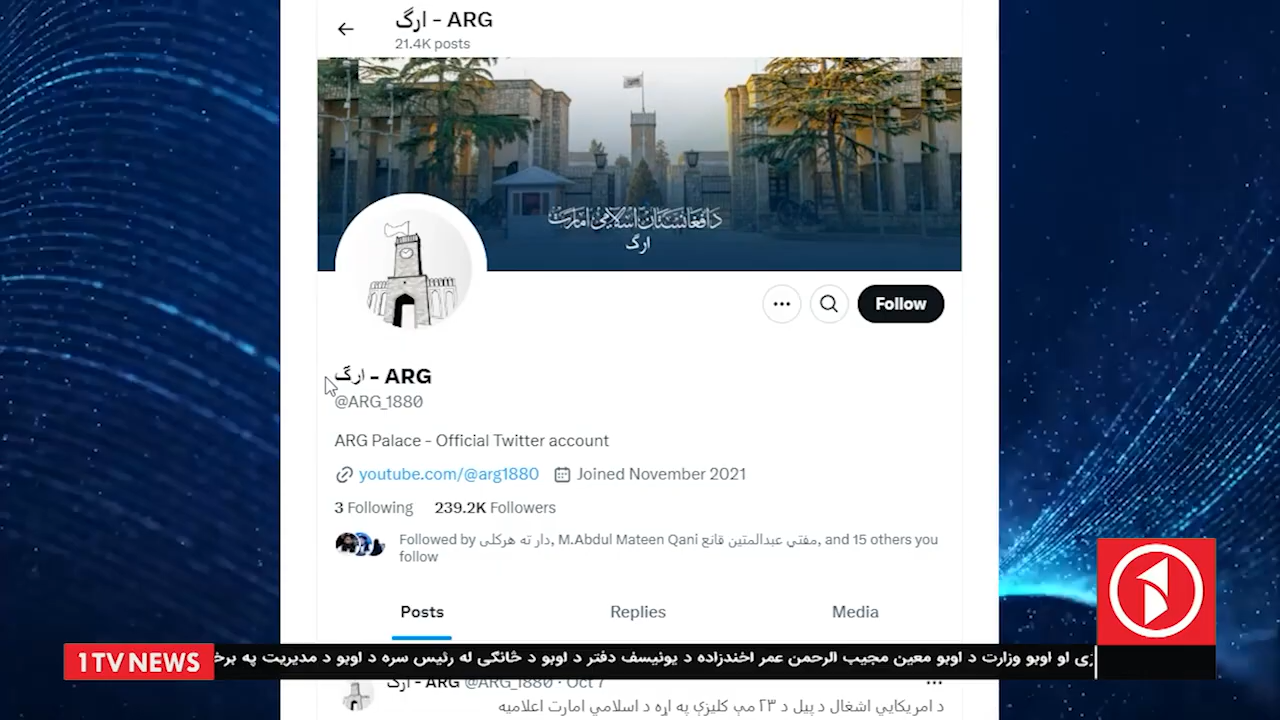 ارگ - ARG
21.4K posts
د افغانستان اسلامي امارت
ارگ
Follow
ارگ - ARG
@ARG_1880
ARG Palace - Official Twitter account
youtube.com/@arg1880 Joined November 2021
3 Following 239.2K Followers
Followed by دار ته هرکلی, M.Abdul Mateen Qani مفتي عبدالمتین قانع, and 15 others you
follow
Posts Replies Media
1TV NEWS
ژی او اوبو وزارت د اوبو معین مجیب الرحمن عمر اخندزاده د یونیسف دفتر د اوبو د څانګی له رئیس سره د اوبو د مدیریت په برخ
ارگ - ARG @ARG_1880 · Oct 7
د امریکایي اشغال د پیل د ۲۳ مې کلیزې په اړه د اسلامي امارت اعلامیه